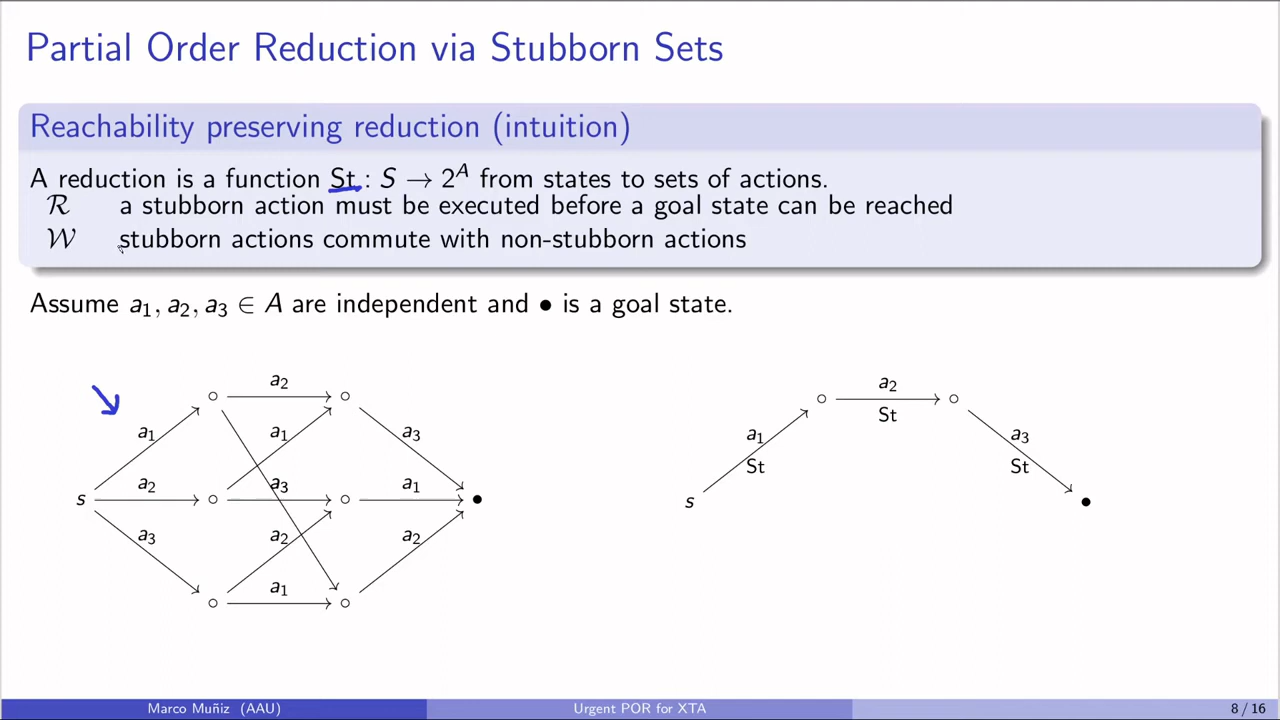 Partial Order Reduction via Stubborn Sets
Reachability preserving reduction (intuition)
A reduction is a function St : S → 2^A from states to sets of actions.
ℛ a stubborn action must be executed before a goal state can be reached
𝒲 stubborn actions commute with non-stubborn actions
Assume a₁, a₂, a₃ ∈ A are independent and • is a goal state.
a₂
a₁ a₁ a₃
s a₂ a₃ a₁
a₃ a₂ a₂
a₁
a₂
St
a₁ a₃
St St
s
Marco Muñiz (AAU) Urgent POR for XTA 8 / 16